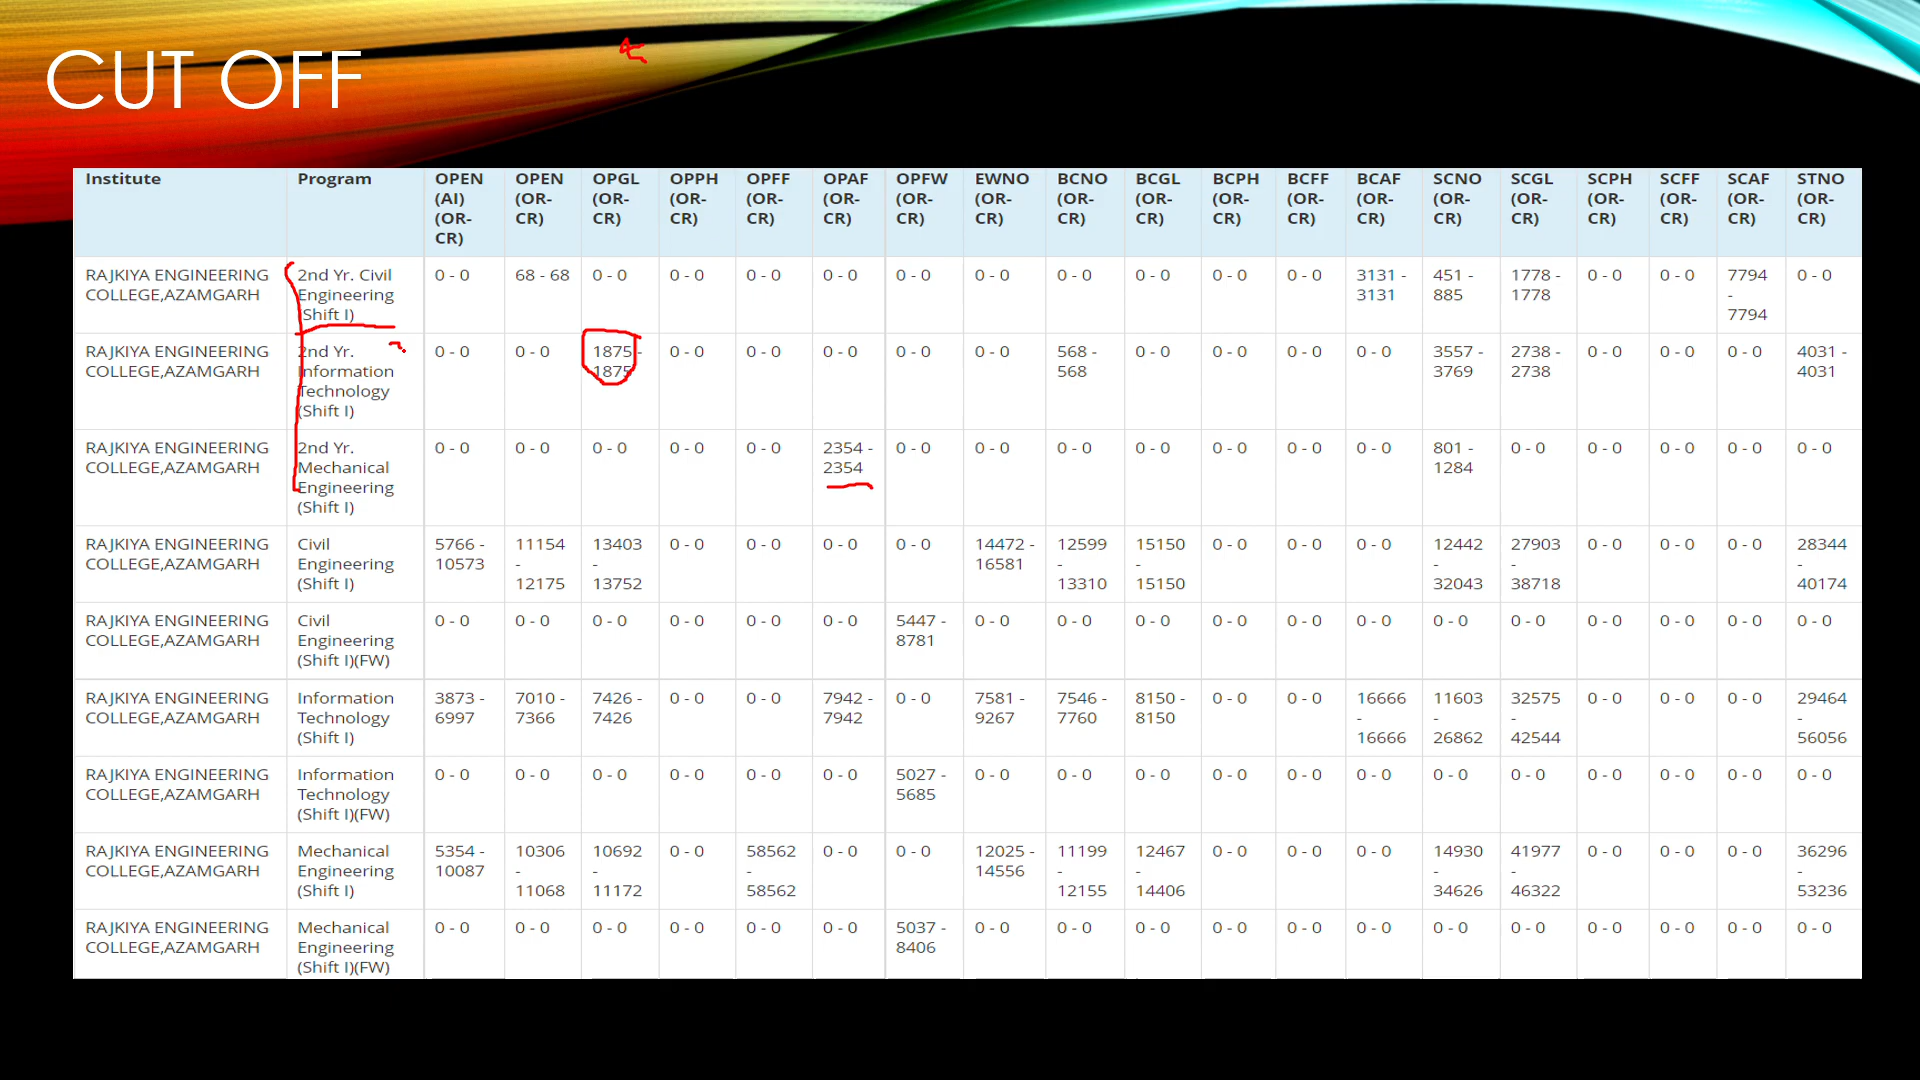 CUT OFF
Institute Program OPEN (AI) (OR-CR) OPEN (OR-CR) OPGL (OR-CR) OPPH (OR-CR) OPFF (OR-CR) OPAF (OR-CR) OPFW (OR-CR) EWNO (OR-CR) BCNO (OR-CR) BCGL (OR-CR) BCPH (OR-CR) BCFF (OR-CR) BCAF (OR-CR) SCNO (OR-CR) SCGL (OR-CR) SCPH (OR-CR) SCFF (OR-CR) SCAF (OR-CR) STNO (OR-CR)
RAJKIYA ENGINEERING COLLEGE,AZAMGARH 2nd Yr. Civil Engineering (Shift I) 0 - 0 68 - 68 0 - 0 0 - 0 0 - 0 0 - 0 0 - 0 0 - 0 0 - 0 0 - 0 0 - 0 0 - 0 3131 - 3131 451 - 885 1778 - 1778 0 - 0 0 - 0 7794 - 7794 0 - 0
RAJKIYA ENGINEERING COLLEGE,AZAMGARH 2nd Yr. Information Technology (Shift I) 0 - 0 0 - 0 1875 - 1875 0 - 0 0 - 0 0 - 0 0 - 0 0 - 0 568 - 568 0 - 0 0 - 0 0 - 0 0 - 0 3557 - 3769 2738 - 2738 0 - 0 0 - 0 0 - 0 4031 - 4031
RAJKIYA ENGINEERING COLLEGE,AZAMGARH 2nd Yr. Mechanical Engineering (Shift I) 0 - 0 0 - 0 0 - 0 0 - 0 0 - 0 2354 - 2354 0 - 0 0 - 0 0 - 0 0 - 0 0 - 0 0 - 0 0 - 0 801 - 1284 0 - 0 0 - 0 0 - 0 0 - 0 0 - 0
RAJKIYA ENGINEERING COLLEGE,AZAMGARH Civil Engineering (Shift I) 5766 - 10573 11154 - 12175 13403 - 13752 0 - 0 0 - 0 0 - 0 0 - 0 14472 - 16581 12599 - 13310 15150 - 15150 0 - 0 0 - 0 0 - 0 12442 - 32043 27903 - 38718 0 - 0 0 - 0 0 - 0 28344 - 40174
RAJKIYA ENGINEERING COLLEGE,AZAMGARH Civil Engineering (Shift I)(FW) 0 - 0 0 - 0 0 - 0 0 - 0 0 - 0 0 - 0 5447 - 8781 0 - 0 0 - 0 0 - 0 0 - 0 0 - 0 0 - 0 0 - 0 0 - 0 0 - 0 0 - 0 0 - 0 0 - 0
RAJKIYA ENGINEERING COLLEGE,AZAMGARH Information Technology (Shift I) 3873 - 6997 7010 - 7366 7426 - 7426 0 - 0 0 - 0 7942 - 7942 0 - 0 7581 - 9267 7546 - 7760 8150 - 8150 0 - 0 0 - 0 16666 - 16666 11603 - 26862 32575 - 42544 0 - 0 0 - 0 0 - 0 29464 - 56056
RAJKIYA ENGINEERING COLLEGE,AZAMGARH Information Technology (Shift I)(FW) 0 - 0 0 - 0 0 - 0 0 - 0 0 - 0 0 - 0 5027 - 5685 0 - 0 0 - 0 0 - 0 0 - 0 0 - 0 0 - 0 0 - 0 0 - 0 0 - 0 0 - 0 0 - 0 0 - 0
RAJKIYA ENGINEERING COLLEGE,AZAMGARH Mechanical Engineering (Shift I) 5354 - 10087 10306 - 11068 10692 - 11172 0 - 0 58562 - 58562 0 - 0 0 - 0 12025 - 14556 11199 - 12155 12467 - 14406 0 - 0 0 - 0 0 - 0 14930 - 34626 41977 - 46322 0 - 0 0 - 0 0 - 0 36296 - 53236
RAJKIYA ENGINEERING COLLEGE,AZAMGARH Mechanical Engineering (Shift I)(FW) 0 - 0 0 - 0 0 - 0 0 - 0 0 - 0 0 - 0 5037 - 8406 0 - 0 0 - 0 0 - 0 0 - 0 0 - 0 0 - 0 0 - 0 0 - 0 0 - 0 0 - 0 0 - 0 0 - 0